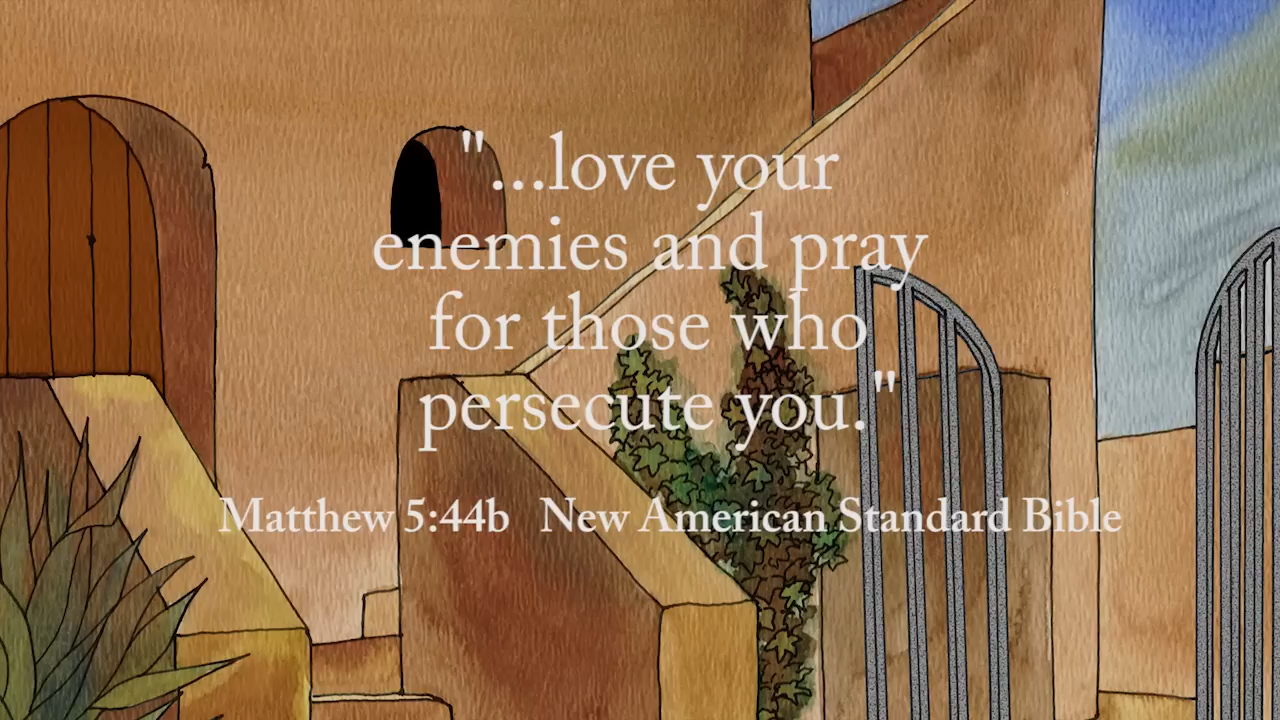 "...love your
enemies and pray
for those who
persecute you."
Matthew 5:44b New American Standard Bible